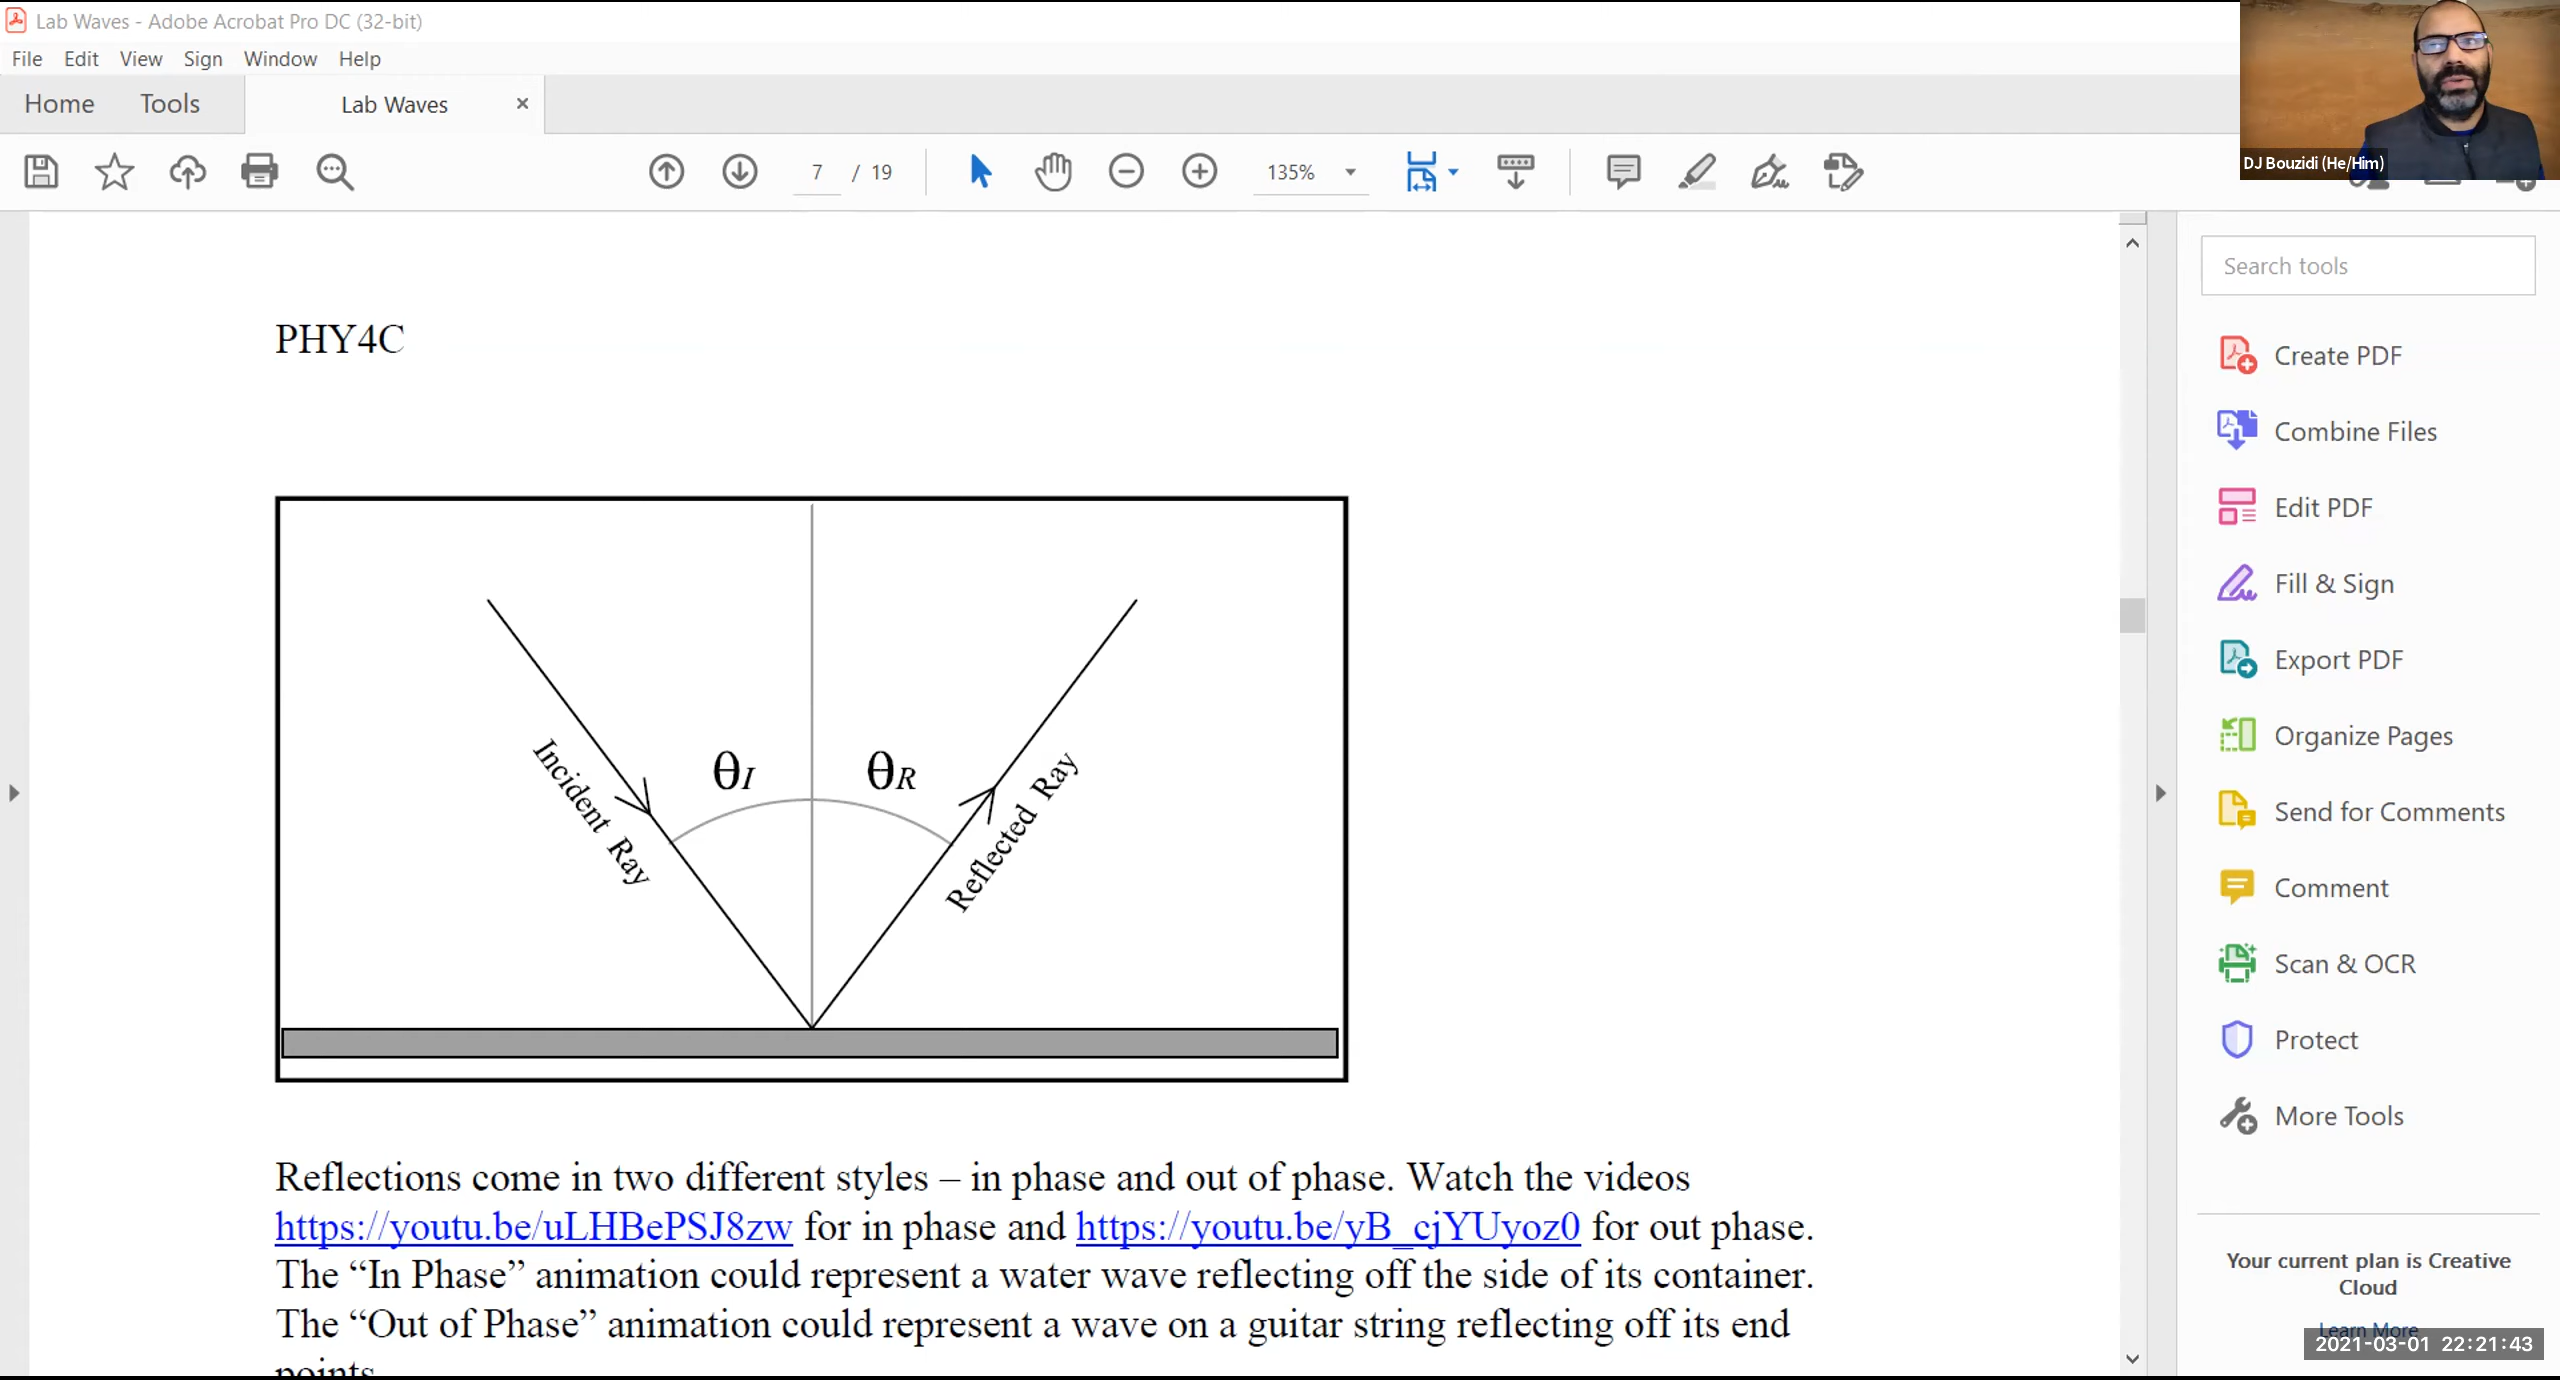 Lab Waves - Adobe Acrobat Pro DC (32-bit)
File Edit View Sign Window Help
Home Tools Lab Waves ×
7 / 19 135%
DJ Bouzidi (He/Him)
PHY4C
θI θR
Incident Ray
Reflected Ray
Reflections come in two different styles – in phase and out of phase. Watch the videos
https://youtu.be/uLHBePSJ8zw for in phase and https://youtu.be/yB_cjYUyoz0 for out phase.
The “In Phase” animation could represent a water wave reflecting off the side of its container.
The “Out of Phase” animation could represent a wave on a guitar string reflecting off its end
points.
Search tools
Create PDF
Combine Files
Edit PDF
Fill & Sign
Export PDF
Organize Pages
Send for Comments
Comment
Scan & OCR
Protect
More Tools
Your current plan is Creative
Cloud
Learn More
2021-03-01 22:21:43